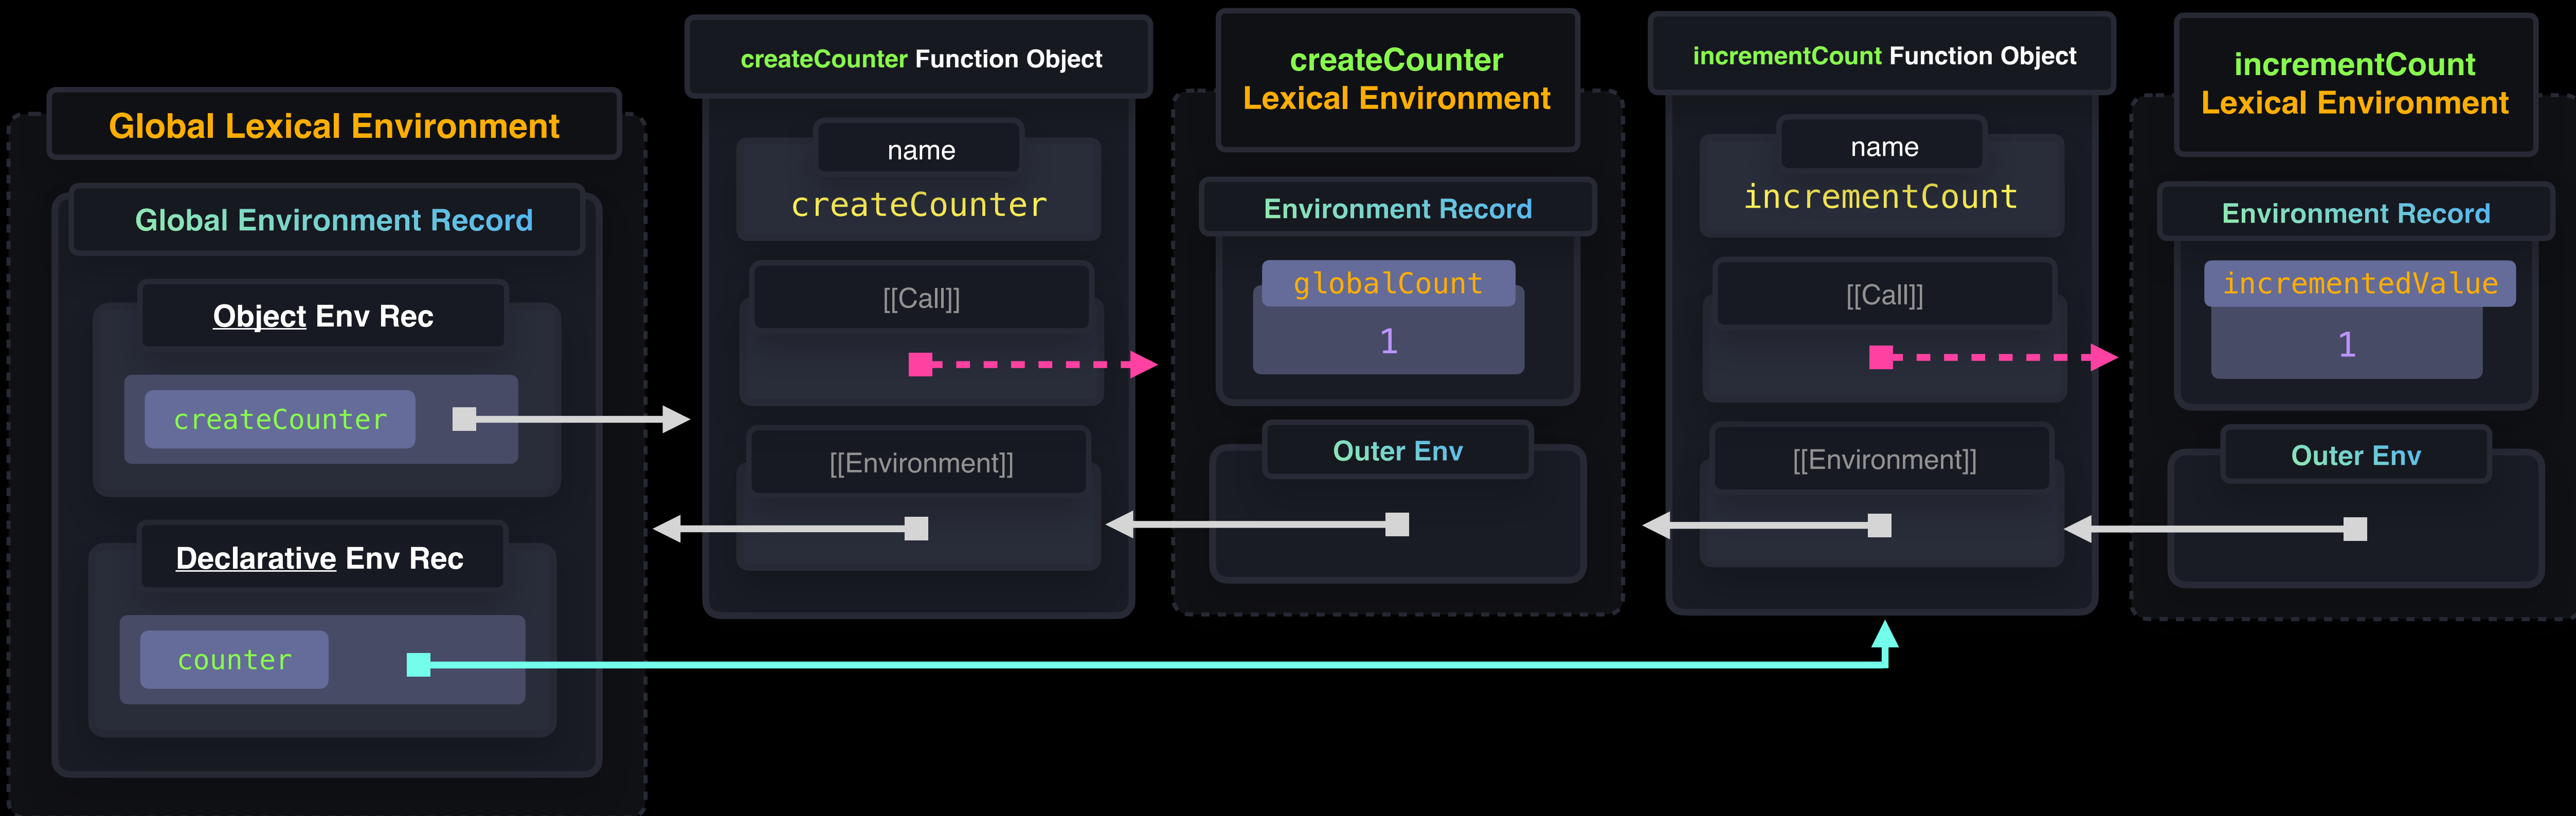 Global Lexical Environment
Global Environment Record
Object Env Rec
createCounter
Declarative Env Rec
counter
createCounter Function Object
name
createCounter
[[Call]]
[[Environment]]
createCounter
Lexical Environment
Environment Record
globalCount
1
Outer Env
incrementCount Function Object
name
incrementCount
[[Call]]
[[Environment]]
incrementCount
Lexical Environment
Environment Record
incrementedValue
1
Outer Env